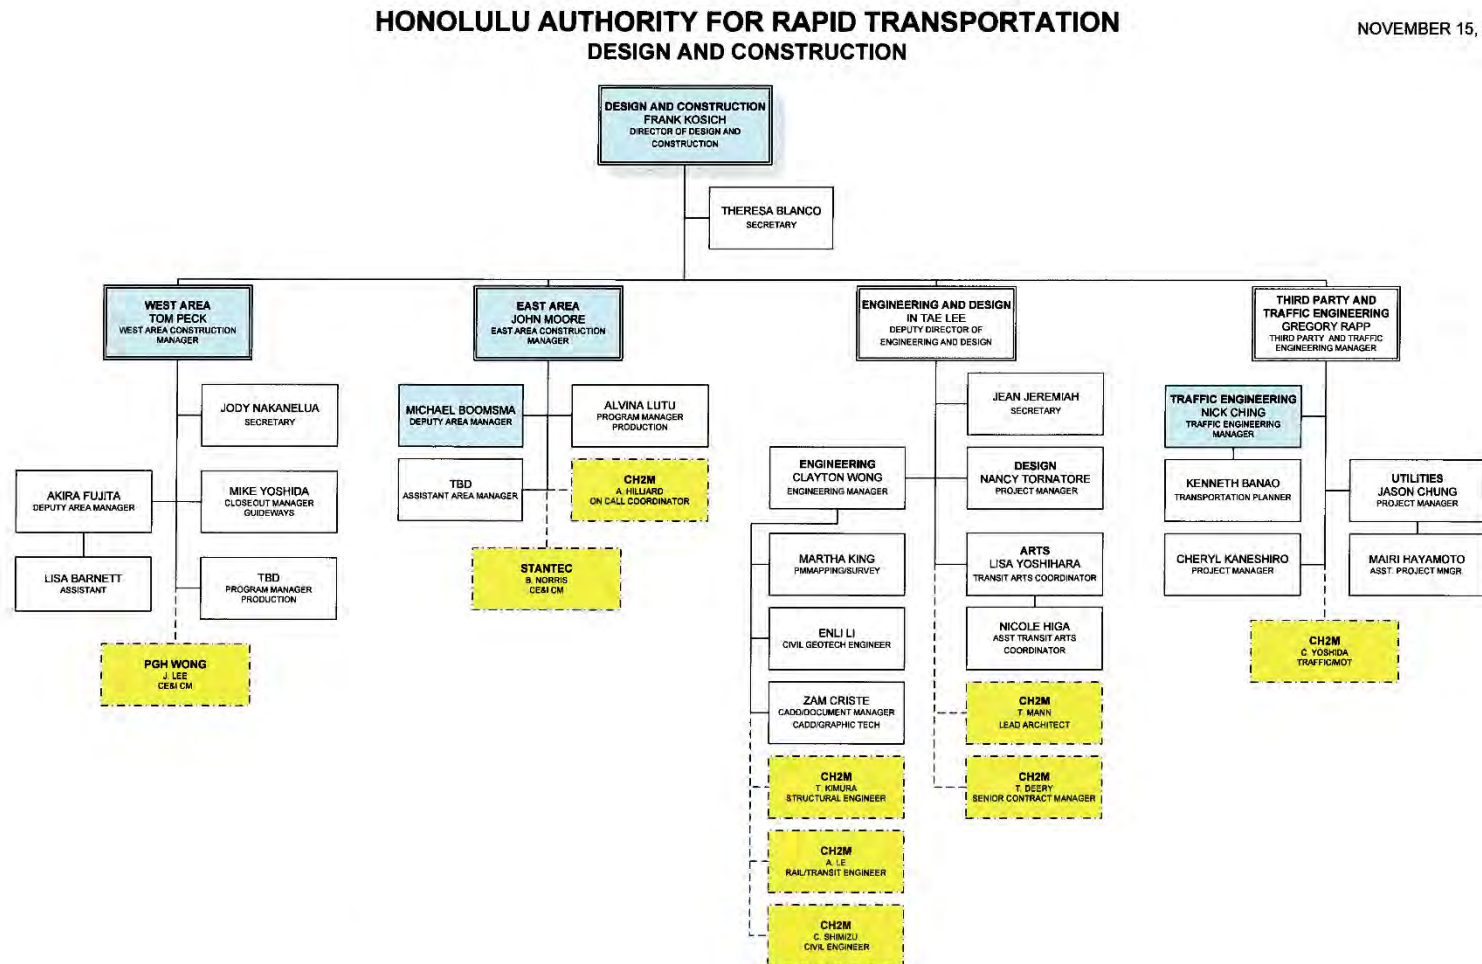 HONOLULU AUTHORITY FOR RAPID TRANSPORTATION
DESIGN AND CONSTRUCTION
NOVEMBER 15,
DESIGN AND CONSTRUCTION
FRANK KOSICH
DIRECTOR OF DESIGN AND
CONSTRUCTION
THERESA BLANCO
SECRETARY
WEST AREA
TOM PECK
WEST AREA CONSTRUCTION
MANAGER
JODY NAKANELUA
SECRETARY
AKIRA FUJITA
DEPUTY AREA MANAGER
MIKE YOSHIDA
CLOSEOUT MANAGER
GUIDEWAYS
LISA BARNETT
ASSISTANT
TBD
PROGRAM MANAGER
PRODUCTION
PGH WONG
J. LEE
CE&I CM
EAST AREA
JOHN MOORE
EAST AREA CONSTRUCTION
MANAGER
MICHAEL BOOMSMA
DEPUTY AREA MANAGER
ALVINA LUTU
PROGRAM MANAGER
PRODUCTION
TBD
ASSISTANT AREA MANAGER
CH2M
A. HILLIARD
ON CALL COORDINATOR
STANTEC
B. NORRIS
CE&I CM
ENGINEERING AND DESIGN
IN TAE LEE
DEPUTY DIRECTOR OF
ENGINEERING AND DESIGN
JEAN JEREMIAH
SECRETARY
ENGINEERING
CLAYTON WONG
ENGINEERING MANAGER
DESIGN
NANCY TORNATORE
PROJECT MANAGER
MARTHA KING
PMMAPPING/SURVEY
ARTS
LISA YOSHIHARA
TRANSIT ARTS COORDINATOR
ENLI LI
CIVIL GEOTECH ENGINEER
NICOLE HIGA
ASST TRANSIT ARTS
COORDINATOR
ZAM CRISTE
CADD/DOCUMENT MANAGER
CADD/GRAPHIC TECH
CH2M
T. MANN
LEAD ARCHITECT
CH2M
T. KIMURA
STRUCTURAL ENGINEER
CH2M
T. DEERY
SENIOR CONTRACT MANAGER
CH2M
A. LE
RAIL/TRANSIT ENGINEER
CH2M
C. SHIMIZU
CIVIL ENGINEER
THIRD PARTY AND
TRAFFIC ENGINEERING
GREGORY RAPP
THIRD PARTY AND TRAFFIC
ENGINEERING MANAGER
TRAFFIC ENGINEERING
NICK CHING
TRAFFIC ENGINEERING
MANAGER
KENNETH BANAO
TRANSPORTATION PLANNER
UTILITIES
JASON CHUNG
PROJECT MANAGER
CHERYL KANESHIRO
PROJECT MANAGER
MAIRI HAYAMOTO
ASST. PROJECT MNGR
CH2M
C. YOSHIDA
TRAFFIC/MOT